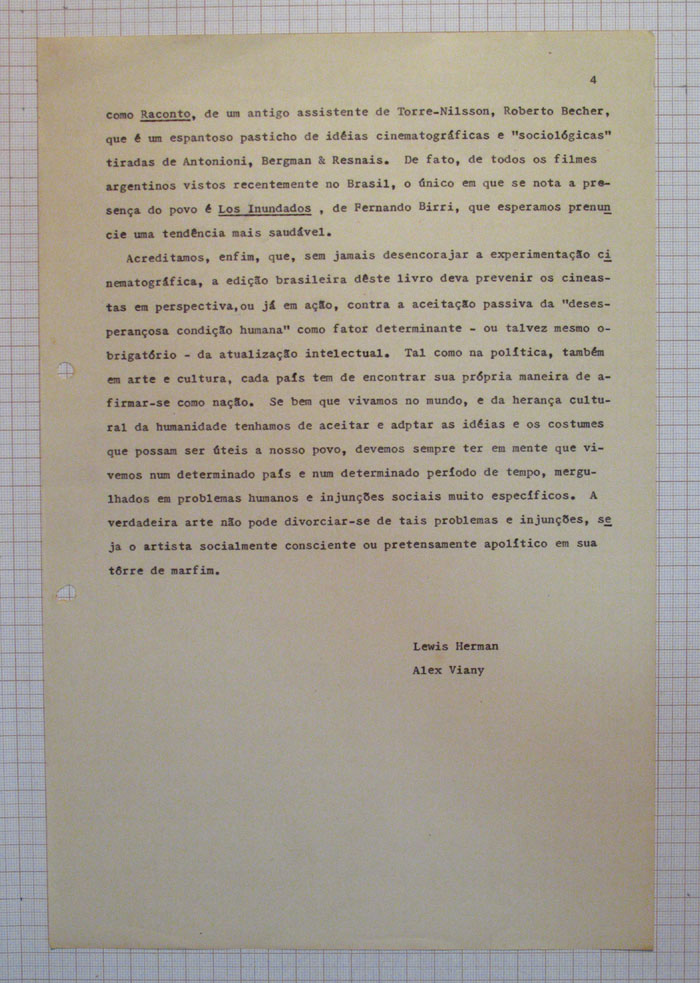 4
como Raconto, de um antigo assistente de Torre-Nilsson, Roberto Becher,
que é um espantoso pasticho de idéias cinematográficas e "sociológicas"
tiradas de Antonioni, Bergman & Resnais. De fato, de todos os filmes
argentinos vistos recentemente no Brasil, o único em que se nota a pre-
sença do povo é Los Inundados , de Fernando Birri, que esperamos prenun
cie uma tendência mais saudável.
Acreditamos, enfim, que, sem jamais desencorajar a experimentação ci
nematográfica, a edição brasileira dêste livro deva prevenir os cineas-
tas em perspectiva,ou já em ação, contra a aceitação passiva da "deses-
perançosa condição humana" como fator determinante - ou talvez mesmo o-
brigatório - da atualização intelectual. Tal como na política, também
em arte e cultura, cada país tem de encontrar sua própria maneira de a-
firmar-se como nação. Se bem que vivamos no mundo, e da herança cultu-
ral da humanidade tenhamos de aceitar e adptar as idéias e os costumes
que possam ser úteis a nosso povo, devemos sempre ter em mente que vi-
vemos num determinado país e num determinado período de tempo, mergu-
lhados em problemas humanos e injunções sociais muito específicos. A
verdadeira arte não pode divorciar-se de tais problemas e injunções, se
ja o artista socialmente consciente ou pretensamente apolítico em sua
tôrre de marfim.
Lewis Herman
Alex Viany